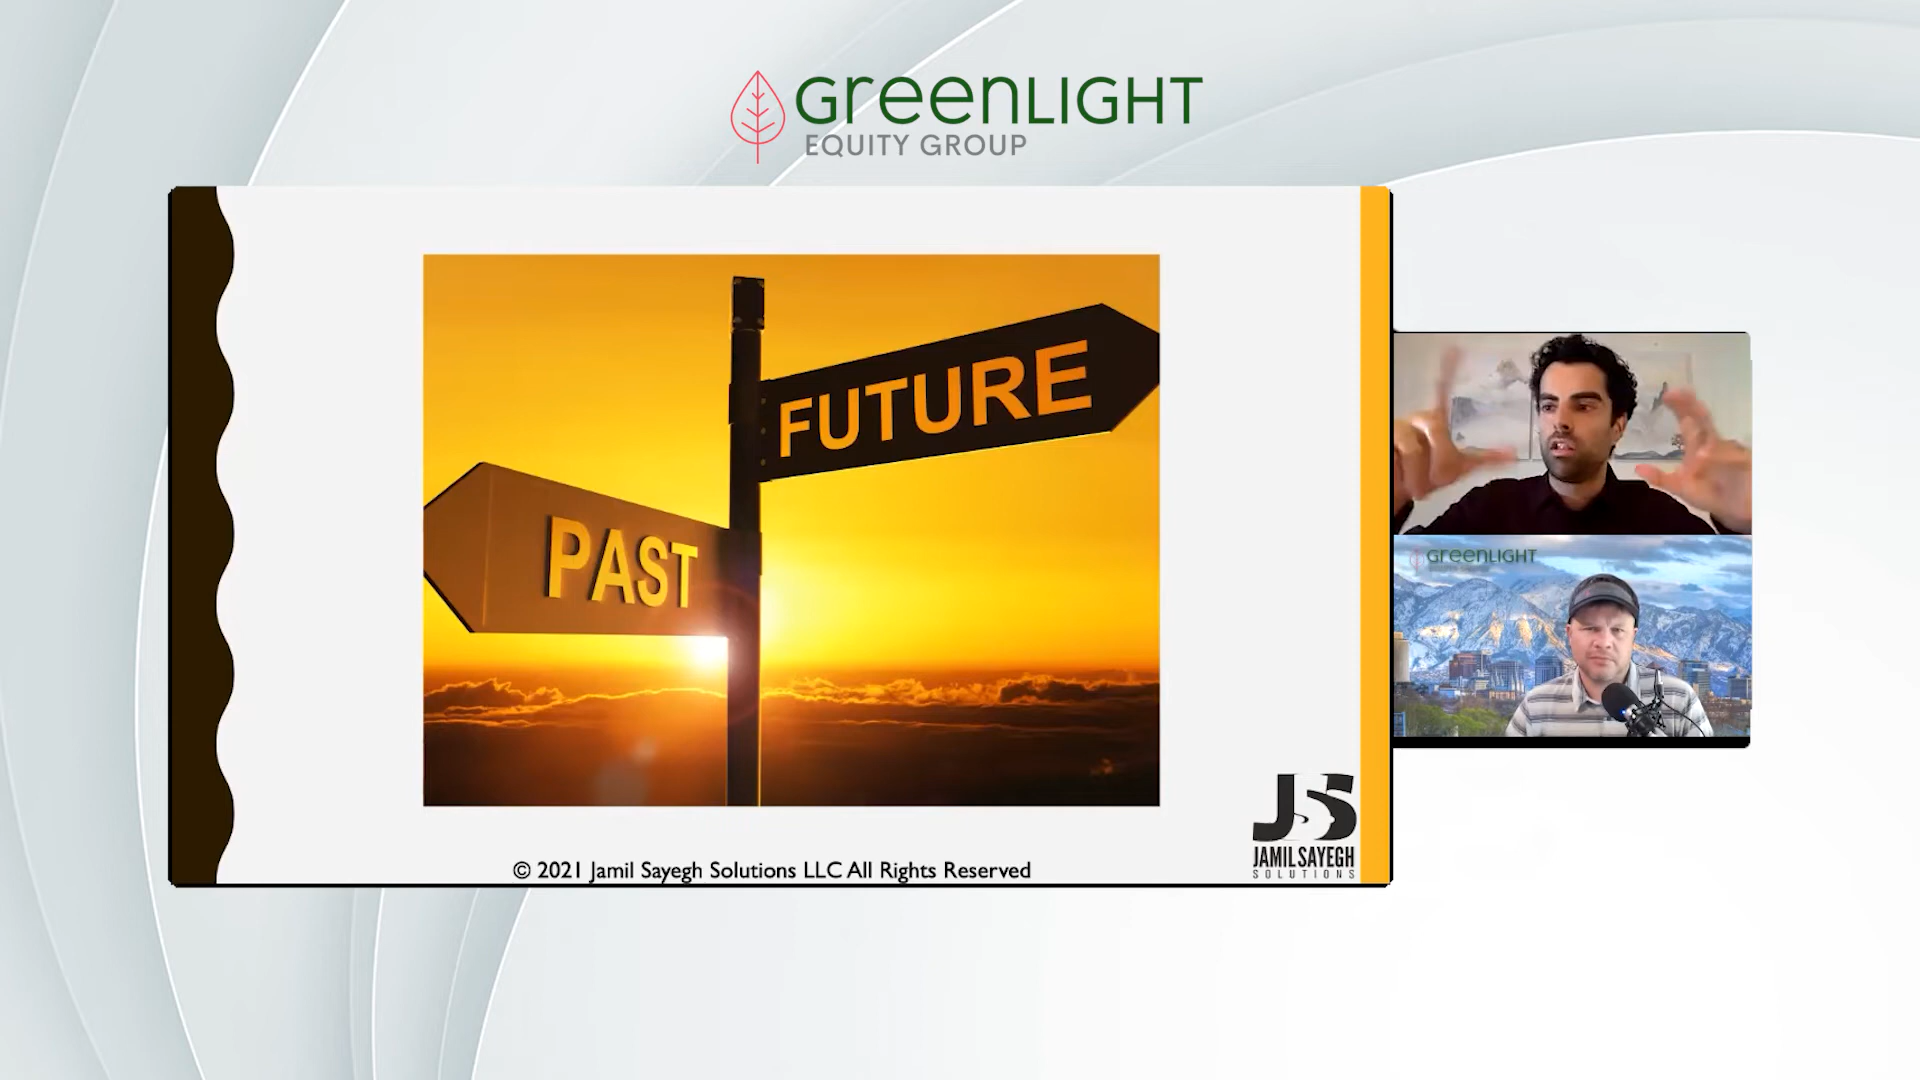 GreenLIGHT
EQUITY GROUP
FUTURE
PAST
GreenLIGHT
JS
JAMIL SAYEGH
SOLUTIONS
© 2021 Jamil Sayegh Solutions LLC All Rights Reserved